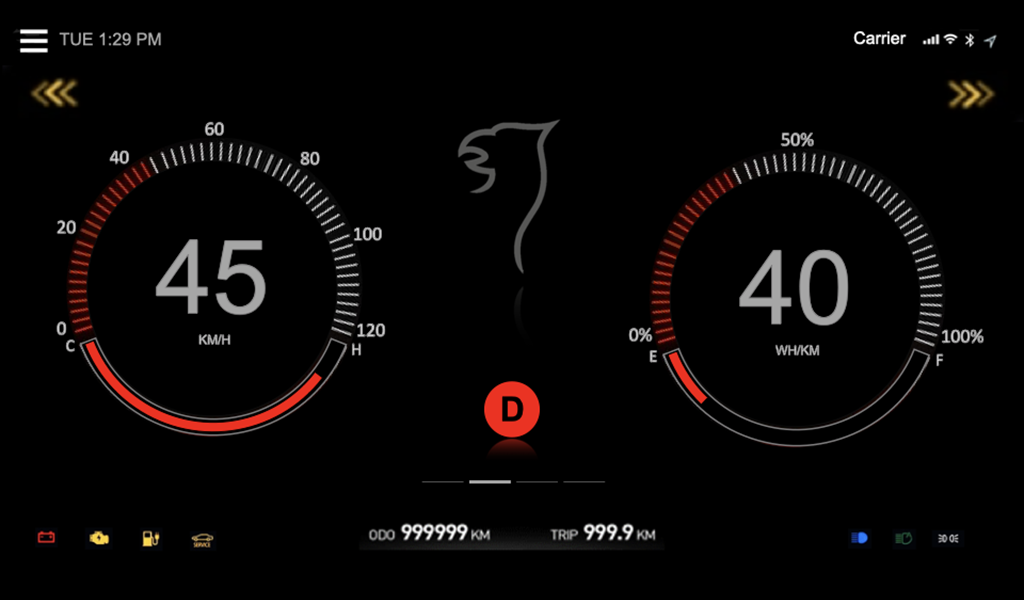 TUE 1:29 PM
Carrier
60
40
80
20
100
45
KM/H
0
120
C
H
50%
40
WH/KM
0%
100%
E
F
D
ODO 999999 KM
TRIP 999.9 KM
SERVICE